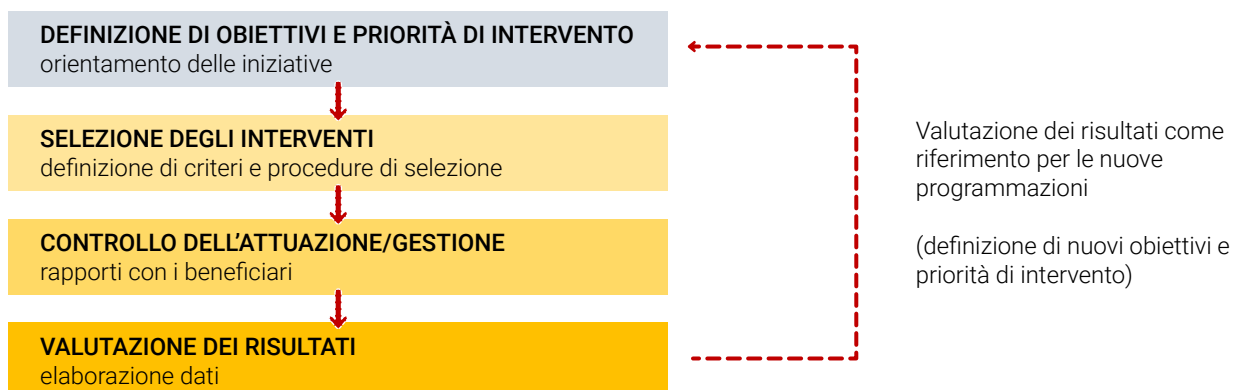 DEFINIZIONE DI OBIETTIVI E PRIORITÀ DI INTERVENTO
orientamento delle iniziative
SELEZIONE DEGLI INTERVENTI
definizione di criteri e procedure di selezione
CONTROLLO DELL’ATTUAZIONE/GESTIONE
rapporti con i beneficiari
VALUTAZIONE DEI RISULTATI
elaborazione dati
Valutazione dei risultati come
riferimento per le nuove
programmazioni
(definizione di nuovi obiettivi e
priorità di intervento)